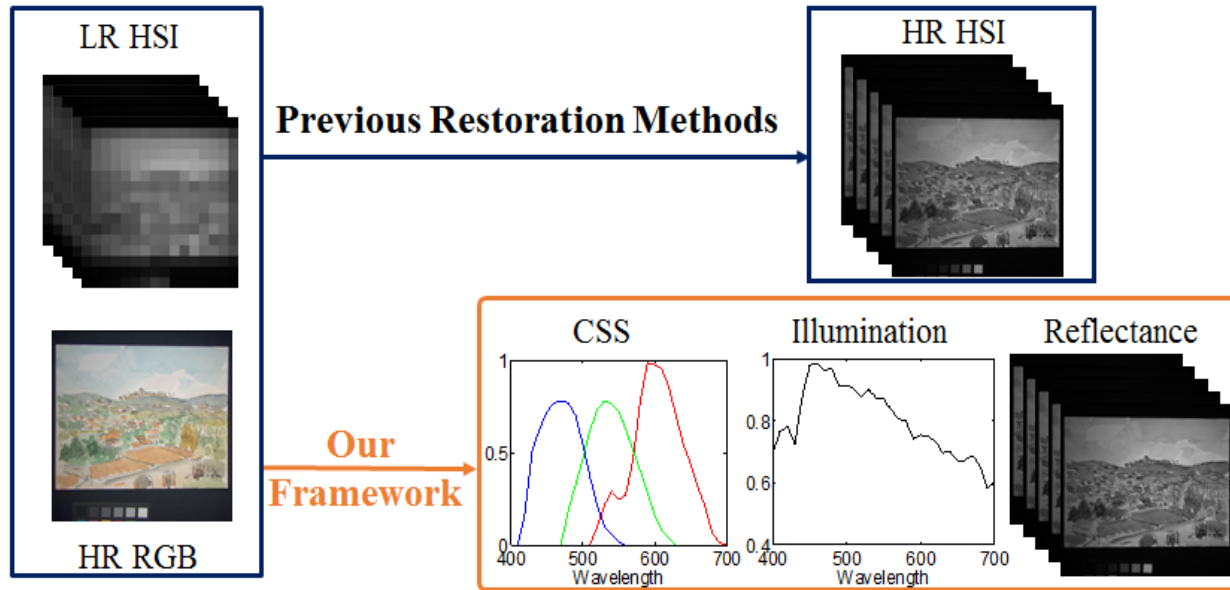 LR HSI
HR RGB
Previous Restoration Methods
HR HSI
Our
Framework
CSS
1
0.5
0
400
500
600
700
Wavelength
Illumination
1
0.8
0.6
0.4
400
500
600
700
Wavelength
Reflectance